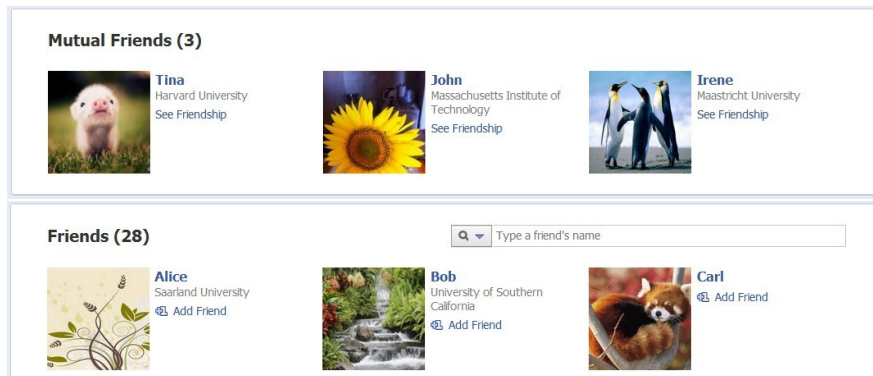 Mutual Friends (3)
Tina
Harvard University
See Friendship
John
Massachusetts Institute of
Technology
See Friendship
Irene
Maastricht University
See Friendship
Friends (28)
Type a friend's name
Alice
Saarland University
Add Friend
Bob
University of Southern
California
Add Friend
Carl
Add Friend